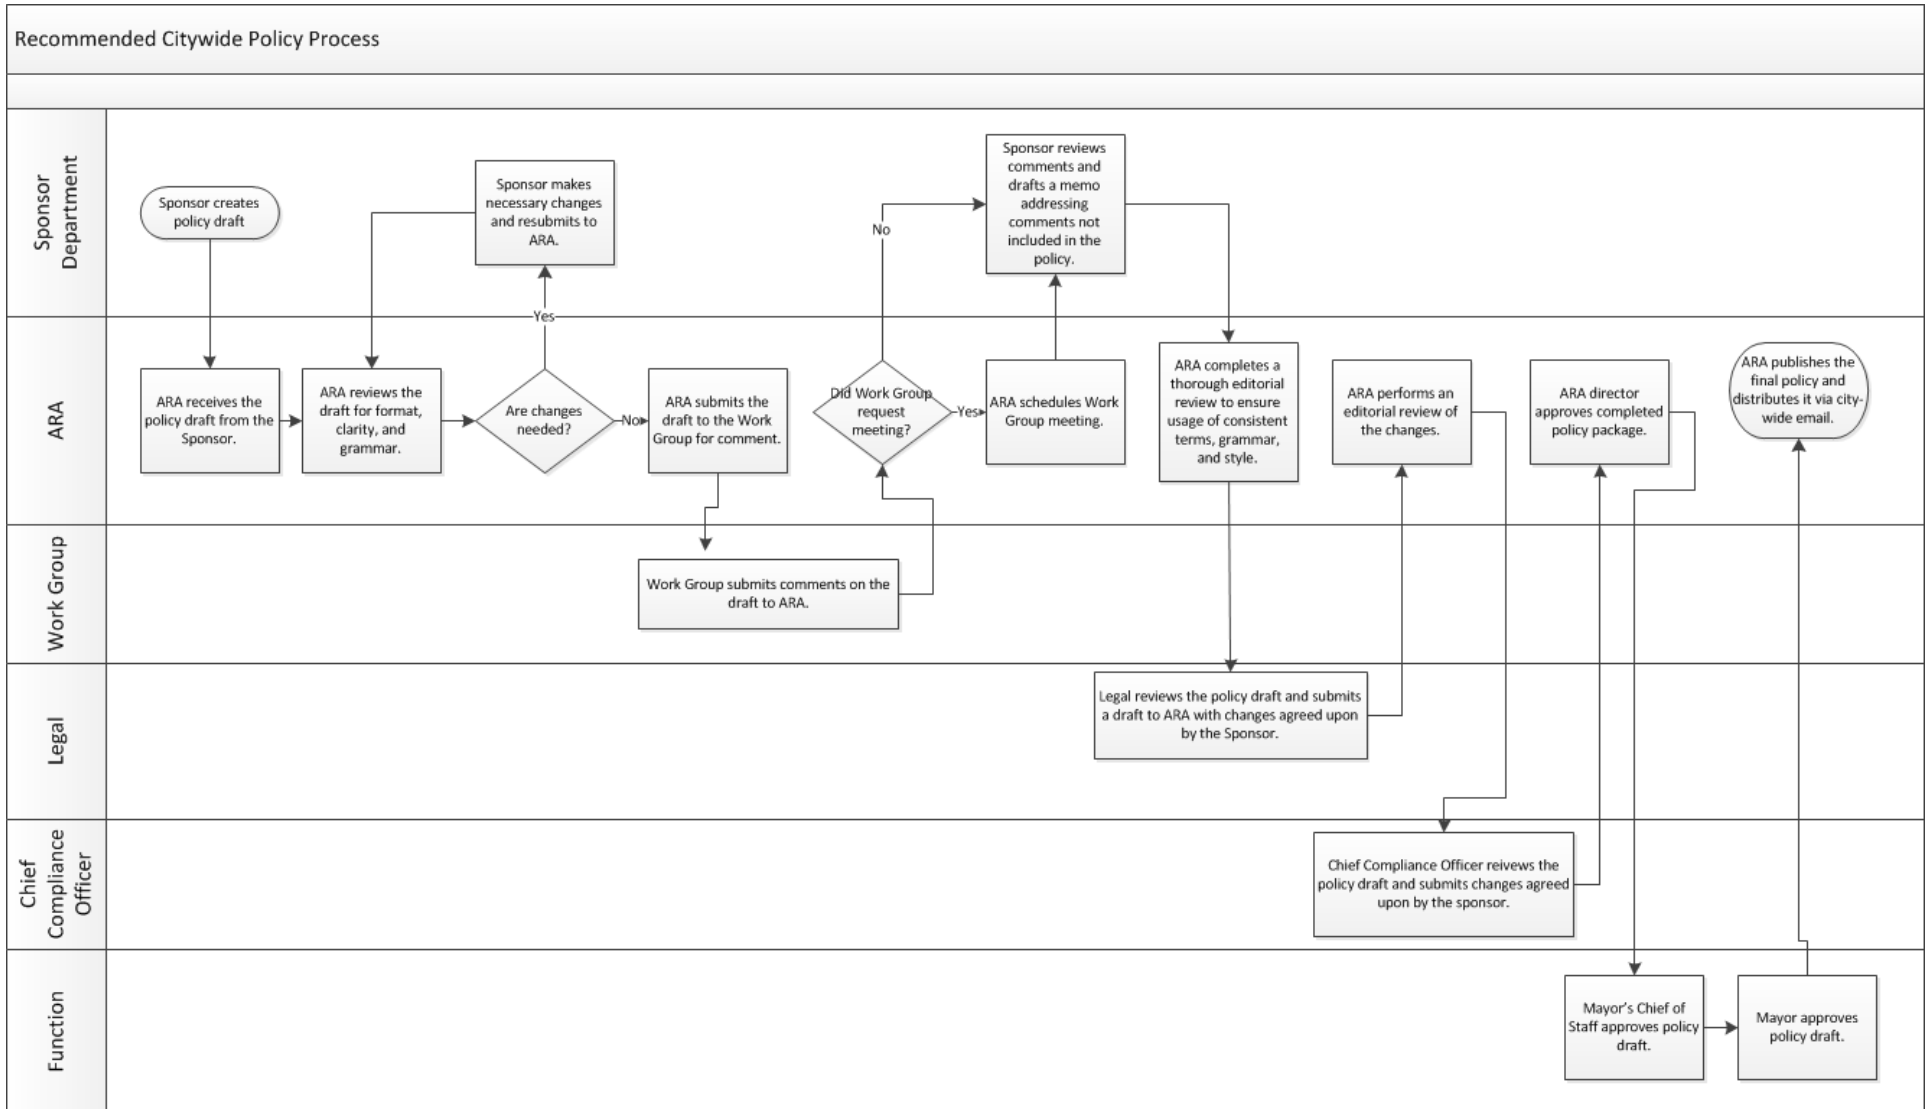 Recommended Citywide Policy Process
Sponsor
Department
Sponsor creates
policy draft
Sponsor makes
necessary changes
and resubmits to
ARA.
No
Sponsor reviews
comments and
drafts a memo
addressing
comments not
included in the
policy.
Yes
ARA
ARA receives the
policy draft from the
Sponsor.
ARA reviews the
draft for format,
clarity, and
grammar.
Are changes
needed?
No
ARA submits the
draft to the Work
Group for comment.
Did Work Group
request
meeting?
Yes
ARA schedules Work
Group meeting.
ARA completes a
thorough editorial
review to ensure
usage of consistent
terms, grammar,
and style.
ARA performs an
editorial review of
the changes.
ARA director
approves completed
policy package.
ARA publishes the
final policy and
distributes it via city-
wide email.
Work Group
Work Group submits comments on the
draft to ARA.
Legal
Legal reviews the policy draft and submits
a draft to ARA with changes agreed upon
by the Sponsor.
Chief
Compliance
Officer
Chief Compliance Officer reivews the
policy draft and submits changes agreed
upon by the sponsor.
Function
Mayor's Chief of
Staff approves policy
draft.
Mayor approves
policy draft.